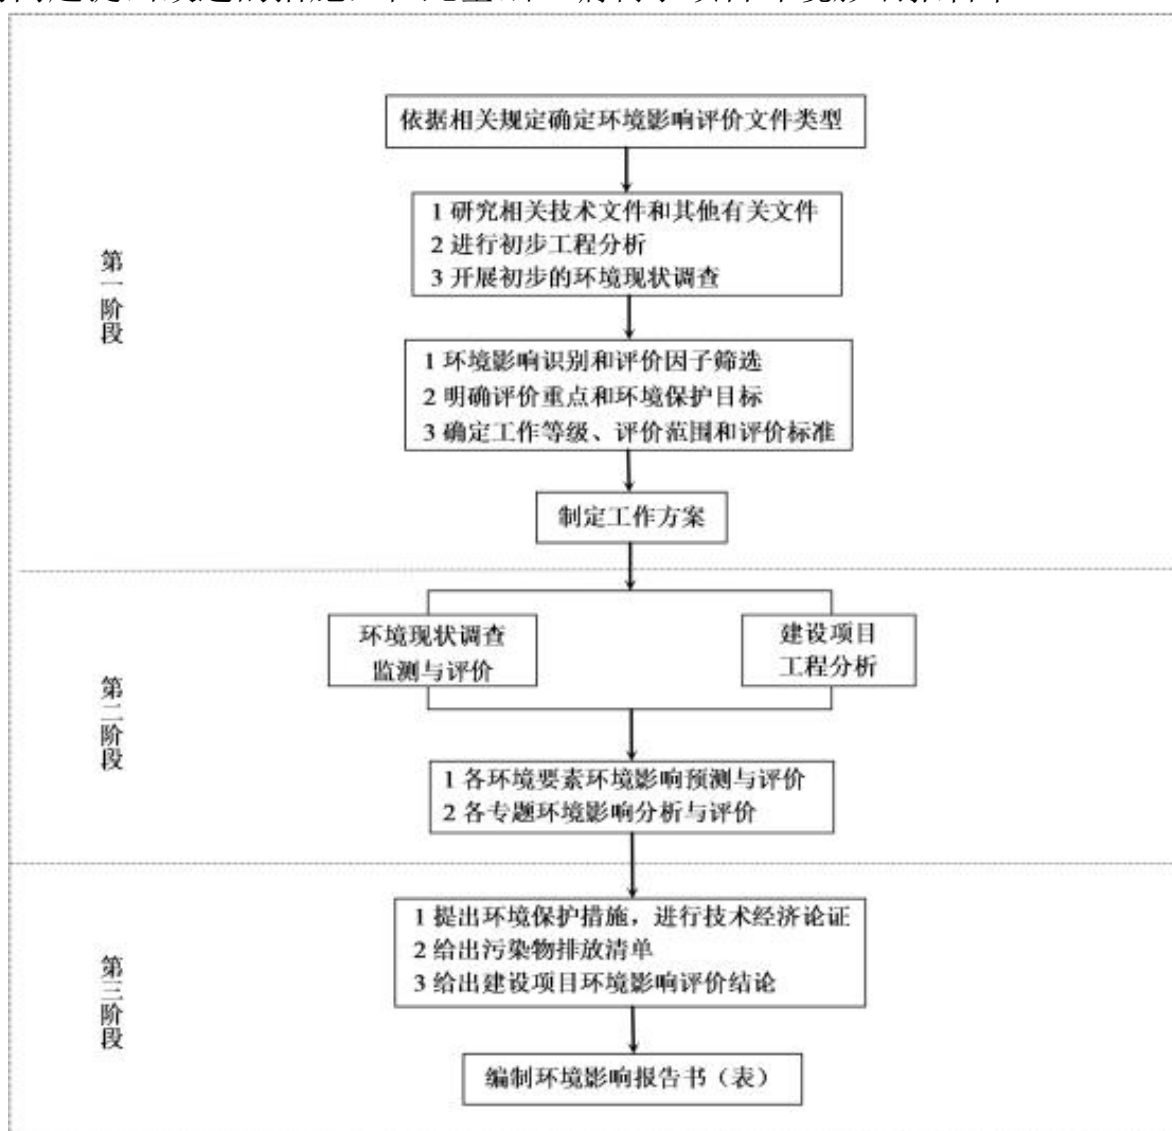 依据相关规定确定环境影响评价文件类型
1 研究相关技术文件和其他有关文件
2 进行初步工程分析
3 开展初步的环境现状调查
第一阶段
1 环境影响识别和评价因子筛选
2 明确评价重点和环境保护目标
3 确定工作等级、评价范围和评价标准
制定工作方案
环境现状调查
监测与评价
建设项目
工程分析
第二阶段
1 各环境要素环境影响预测与评价
2 各专题环境影响分析与评价
1 提出环境保护措施，进行技术经济论证
2 给出污染物排放清单
3 给出建设项目环境影响评价结论
第三阶段
编制环境影响报告书（表）